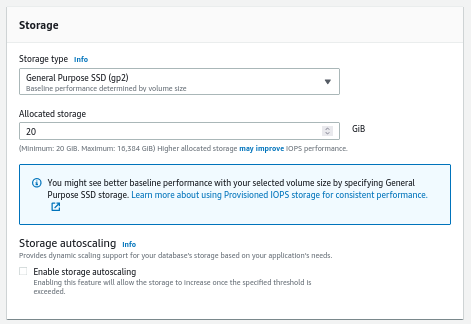 Storage
Storage type Info
General Purpose SSD (gp2)
Baseline performance determined by volume size
Allocated storage
20
GiB
(Minimum: 20 GiB. Maximum: 16,384 GiB) Higher allocated storage may improve IOPS performance.
You might see better baseline performance with your selected volume size by specifying General
Purpose SSD storage. Learn more about using Provisioned IOPS storage for consistent performance.
Storage autoscaling Info
Provides dynamic scaling support for your database's storage based on your application's needs.
Enable storage autoscaling
Enabling this feature will allow the storage to increase once the specified threshold is
exceeded.